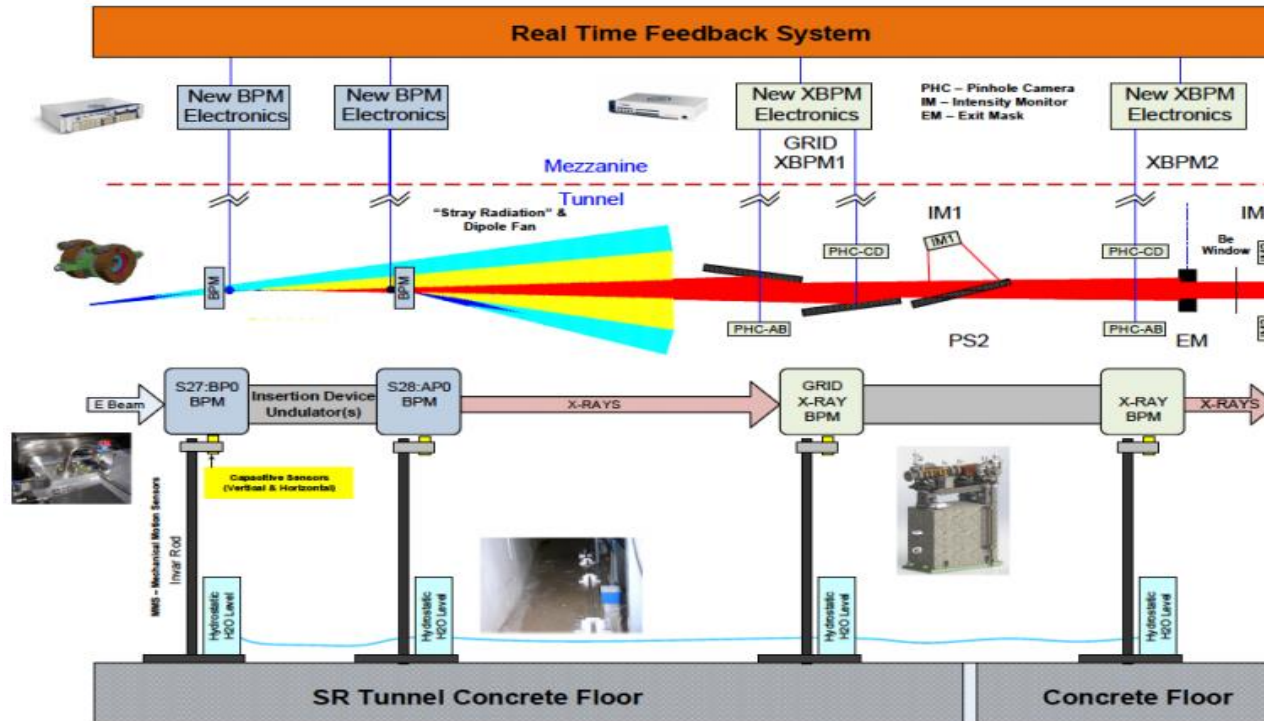 Real Time Feedback System
New BPM
Electronics
New BPM
Electronics
New XBPM
Electronics
PHC – Pinhole Camera
IM – Intensity Monitor
EM – Exit Mask
New XBPM
Electronics
GRID
XBPM1
XBPM2
Mezzanine
Tunnel
"Stray Radiation" &
Dipole Fan
IM1
IM
IM1
Be
Window
PHC-CD
PHC-CD
BPM
BPM
PHC-AB
PS2
PHC-AB
EM
E Beam
S27:BP0
BPM
Insertion Device
Undulator(s)
S28:AP0
BPM
X-RAYS
GRID
X-RAY
BPM
X-RAY
BPM
X-RAYS
Capacitive Sensors
(Vertical & Horizontal)
MMS – Mechanical Motion Sensors
Invar Rod
Hydrostatic
H2O Level
Hydrostatic
H2O Level
Hydrostatic
H2O Level
Hydrostatic
H2O Level
SR Tunnel Concrete Floor
Concrete Floor